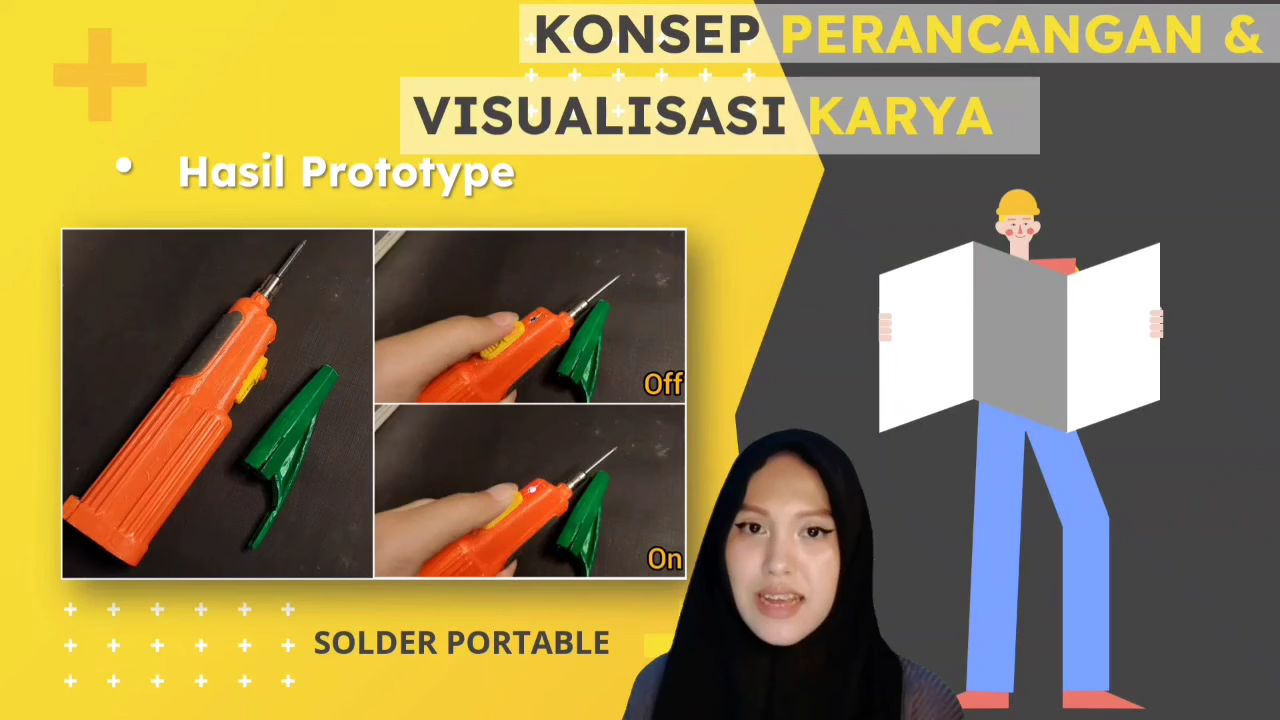 KONSEP PERANCANGAN &
VISUALISASI KARYA
• Hasil Prototype
Off
On
SOLDER PORTABLE